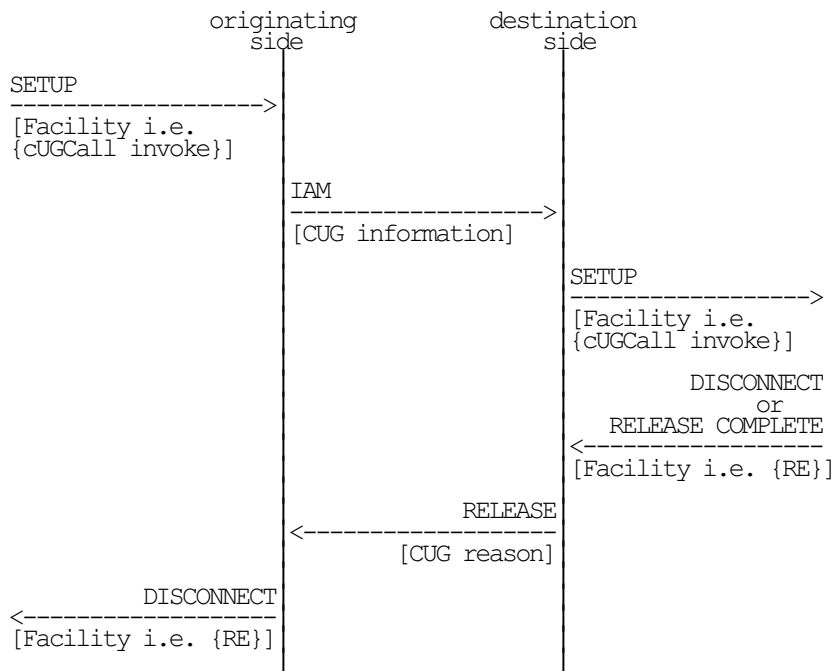 originating
side
destination
side
SETUP
[Facility i.e.
{cUGCall invoke}]
IAM
[CUG information]
SETUP
[Facility i.e.
{cUGCall invoke}]
DISCONNECT
or
RELEASE COMPLETE
[Facility i.e. {RE}]
RELEASE
[CUG reason]
DISCONNECT
[Facility i.e. {RE}]